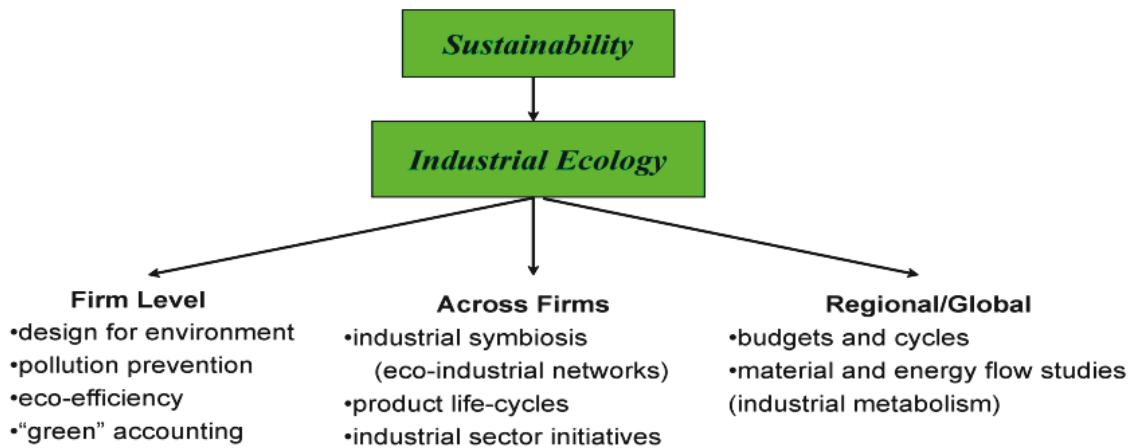 Sustainability
Industrial Ecology
Firm Level
•design for environment
•pollution prevention
•eco-efficiency
•“green” accounting
Across Firms
•industrial symbiosis
(eco-industrial networks)
•product life-cycles
•industrial sector initiatives
Regional/Global
•budgets and cycles
•material and energy flow studies
(industrial metabolism)